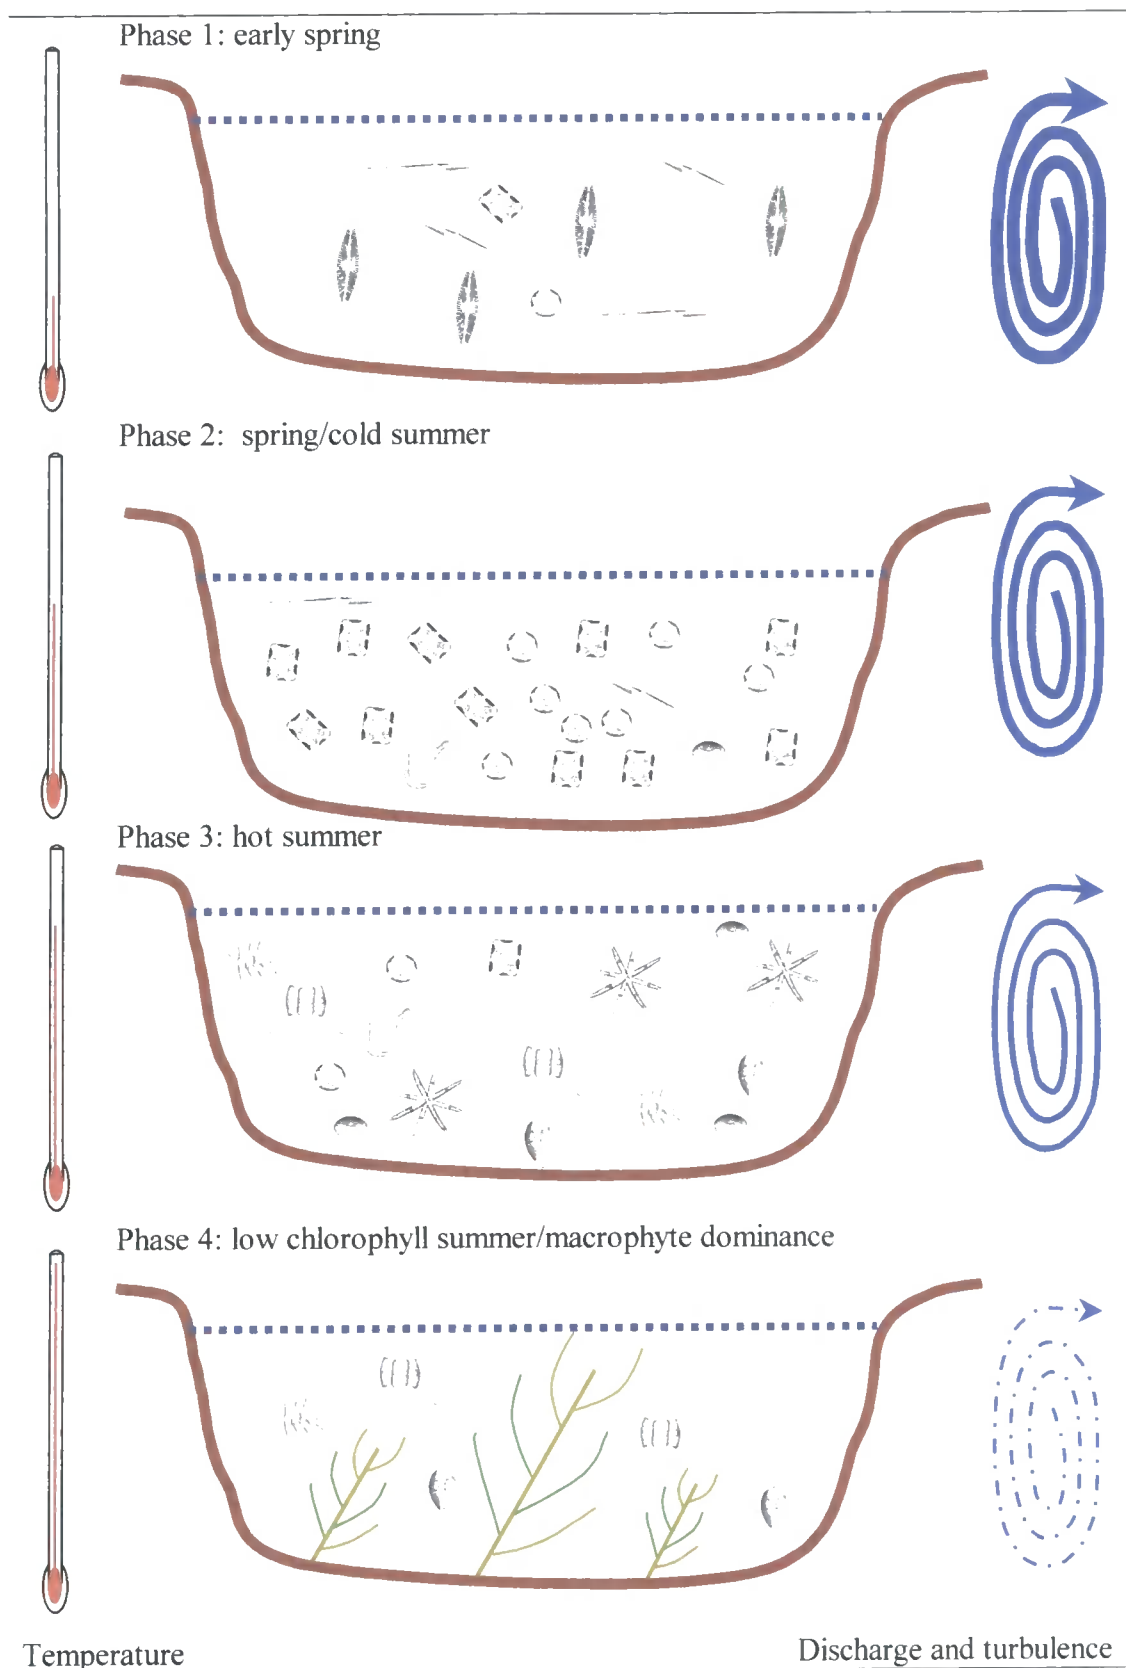 Phase 1: early spring
Phase 2: spring/cold summer
Phase 3: hot summer
Phase 4: low chlorophyll summer/macrophyte dominance
Temperature
Discharge and turbulence